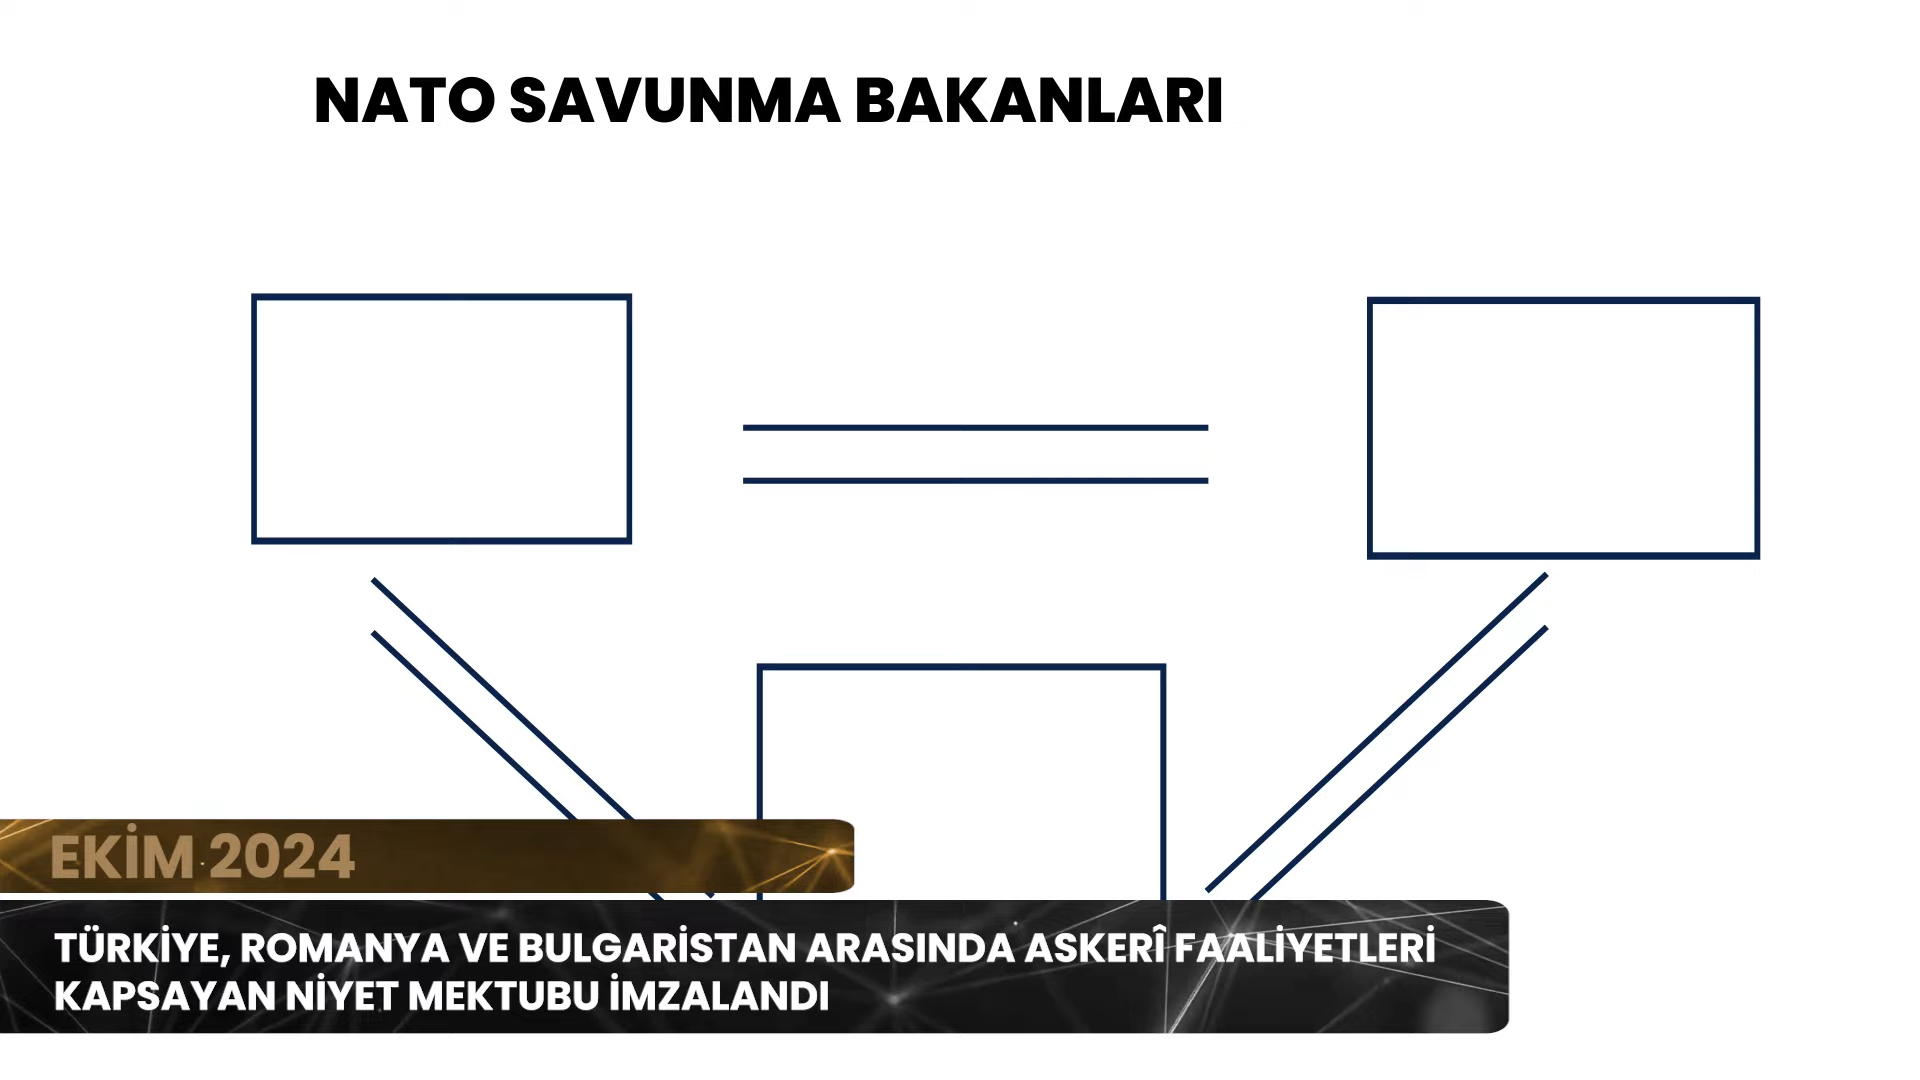 NATO SAVUNMA BAKANLARI
EKİM 2024
TÜRKİYE, ROMANYA VE BULGARİSTAN ARASINDA ASKERÎ FAALİYETLERİ
KAPSAYAN NİYET MEKTUBU İMZALANDI